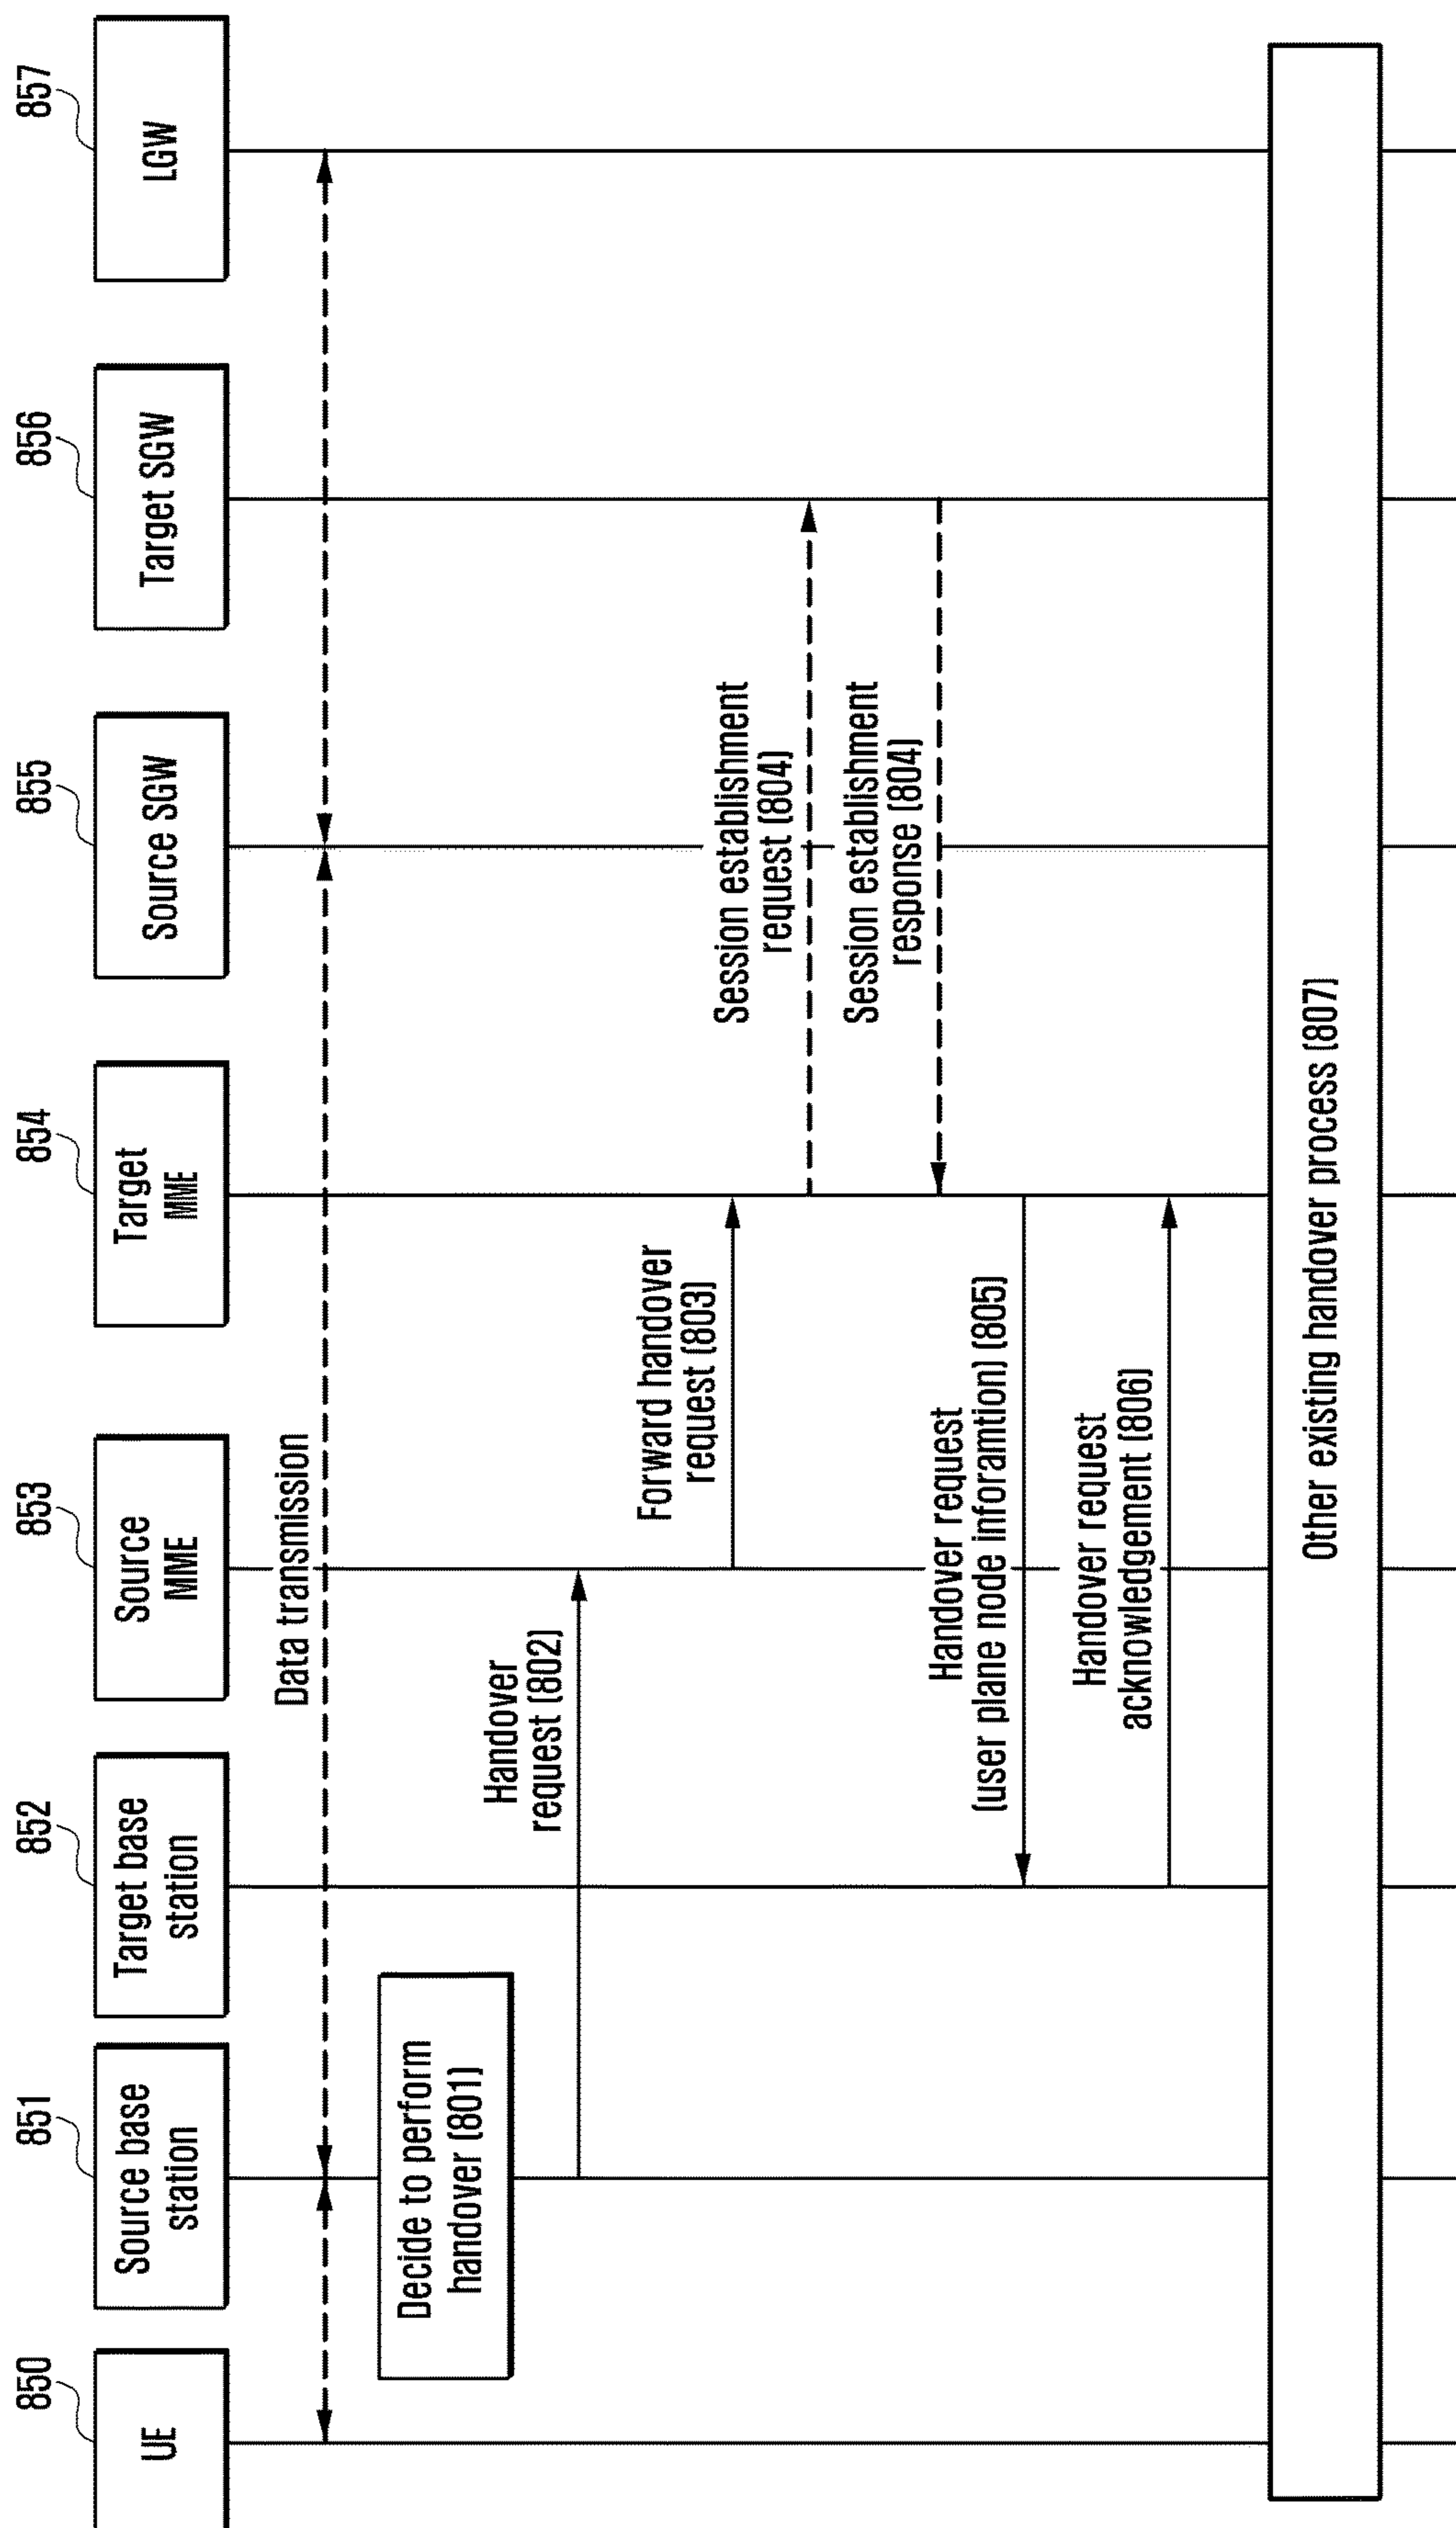 850
851
852
853
854
855
856
857
UE
Source base
station
Target base
station
Source
MME
Target
MME
Source SGW
Target SGW
LGW
Data transmission
Decide to perform
handover (801)
Handover
request (802)
Forward handover
request (803)
Session establishment
request (804)
Session establishment
response (804)
Handover request
(user plane node inforamtion) (805)
Handover request
acknowledgement (806)
Other existing handover process (807)